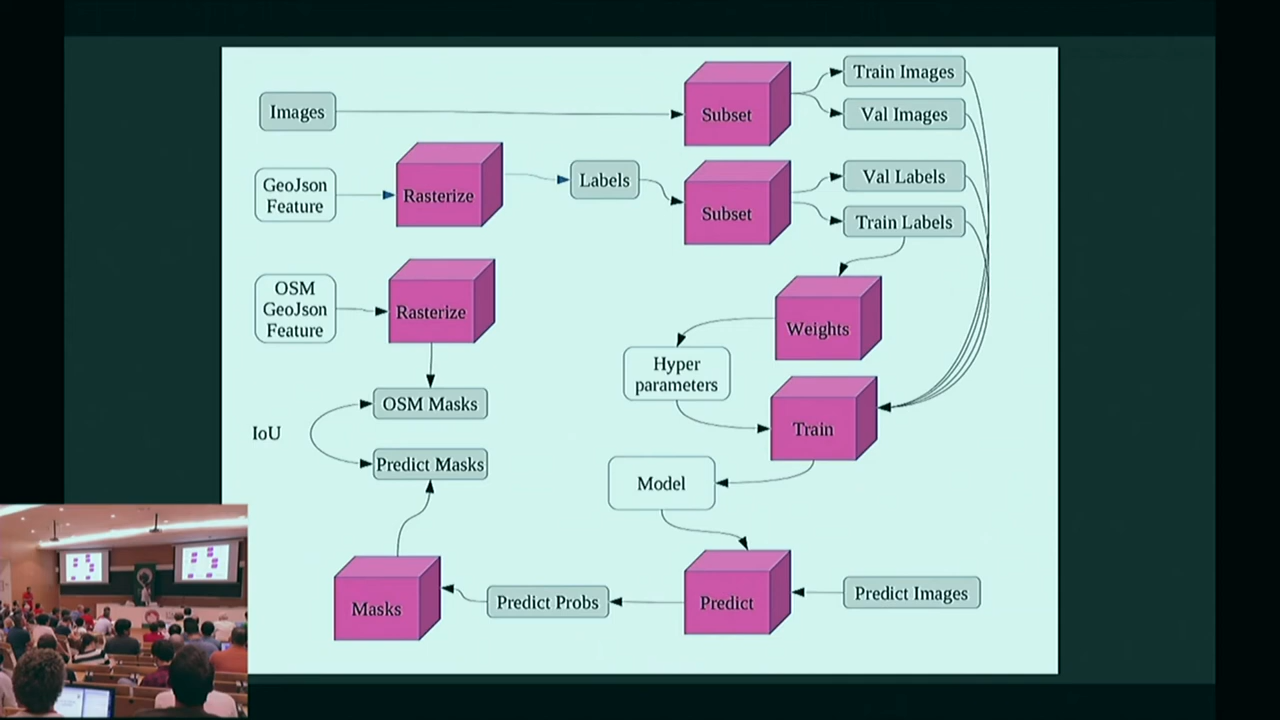 Images
Subset
Train Images
Val Images
GeoJson
Feature
Rasterize
Labels
Subset
Val Labels
Train Labels
OSM
GeoJson
Feature
Rasterize
Weights
Hyper
parameters
OSM Masks
Train
IoU
Predict Masks
Model
Masks
Predict Probs
Predict
Predict Images